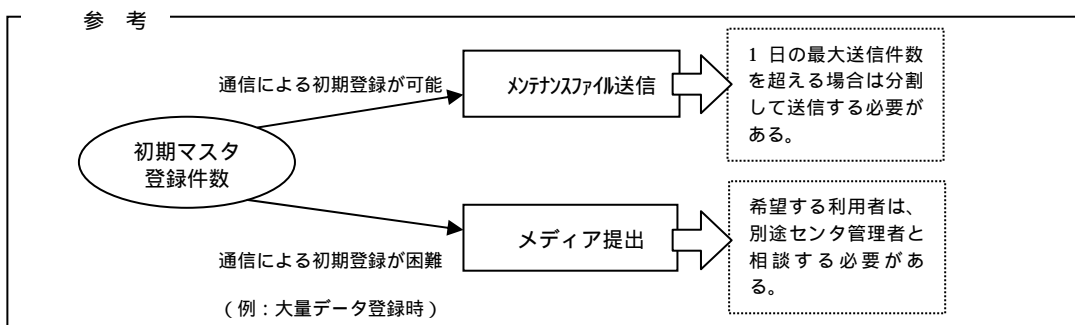 参 考
通信による初期登録が可能
ﾒﾝﾃﾅﾝｽﾌｧｲﾙ送信
1 日の最大送信件数
を超える場合は分割
して送信する必要が
ある。
初期マスタ
登録件数
メディア提出
希望する利用者は、
別途センタ管理者と
相談する必要があ
る。
通信による初期登録が困難
（例：大量データ登録時）